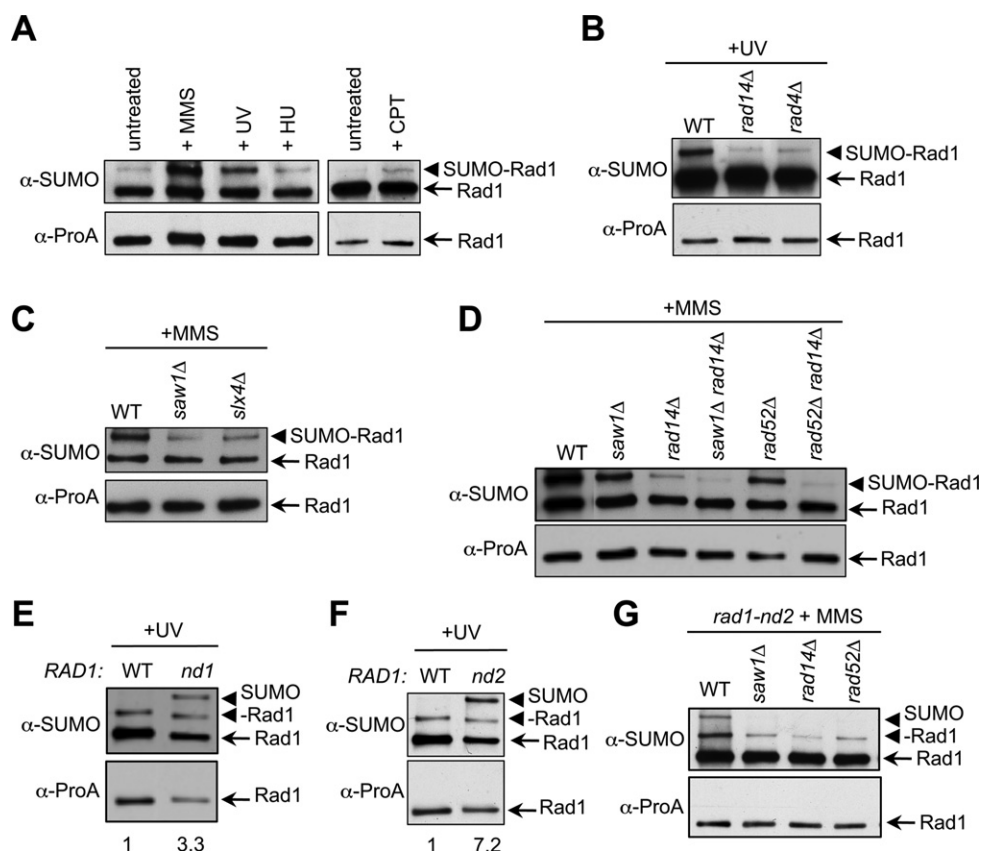 A
untreated
+ MMS
+ UV
+ HU
untreated
+ CPT
α-SUMO
SUMO-Rad1
Rad1
α-ProA
Rad1
B
+UV
WT
rad14Δ
rad4Δ
α-SUMO
SUMO-Rad1
Rad1
α-ProA
Rad1
C
+MMS
WT
saw1Δ
slx4Δ
α-SUMO
SUMO-Rad1
Rad1
α-ProA
Rad1
D
+MMS
WT
saw1Δ
rad14Δ
saw1Δ rad14Δ
rad52Δ
rad52Δ rad14Δ
α-SUMO
SUMO-Rad1
Rad1
α-ProA
Rad1
E
+UV
RAD1: WT nd1
α-SUMO
SUMO
-Rad1
Rad1
α-ProA
Rad1
1 3.3
F
+UV
RAD1: WT nd2
α-SUMO
SUMO
-Rad1
Rad1
α-ProA
Rad1
1 7.2
G
rad1-nd2 + MMS
WT
saw1Δ
rad14Δ
rad52Δ
α-SUMO
SUMO
-Rad1
Rad1
α-ProA
Rad1